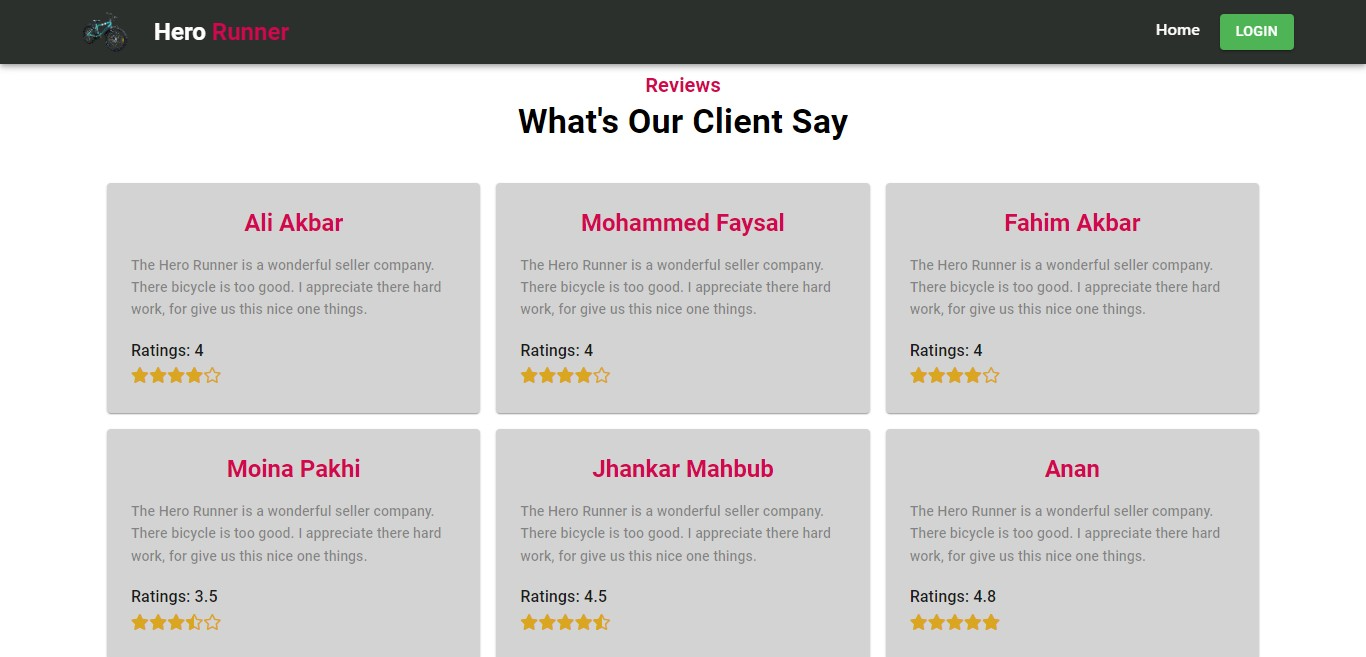 Hero Runner
Home
LOGIN
Reviews
What's Our Client Say
Ali Akbar
The Hero Runner is a wonderful seller company.
There bicycle is too good. I appreciate there hard
work, for give us this nice one things.
Ratings: 4
Mohammed Faysal
The Hero Runner is a wonderful seller company.
There bicycle is too good. I appreciate there hard
work, for give us this nice one things.
Ratings: 4
Fahim Akbar
The Hero Runner is a wonderful seller company.
There bicycle is too good. I appreciate there hard
work, for give us this nice one things.
Ratings: 4
Moina Pakhi
The Hero Runner is a wonderful seller company.
There bicycle is too good. I appreciate there hard
work, for give us this nice one things.
Ratings: 3.5
Jhankar Mahbub
The Hero Runner is a wonderful seller company.
There bicycle is too good. I appreciate there hard
work, for give us this nice one things.
Ratings: 4.5
Anan
The Hero Runner is a wonderful seller company.
There bicycle is too good. I appreciate there hard
work, for give us this nice one things.
Ratings: 4.8